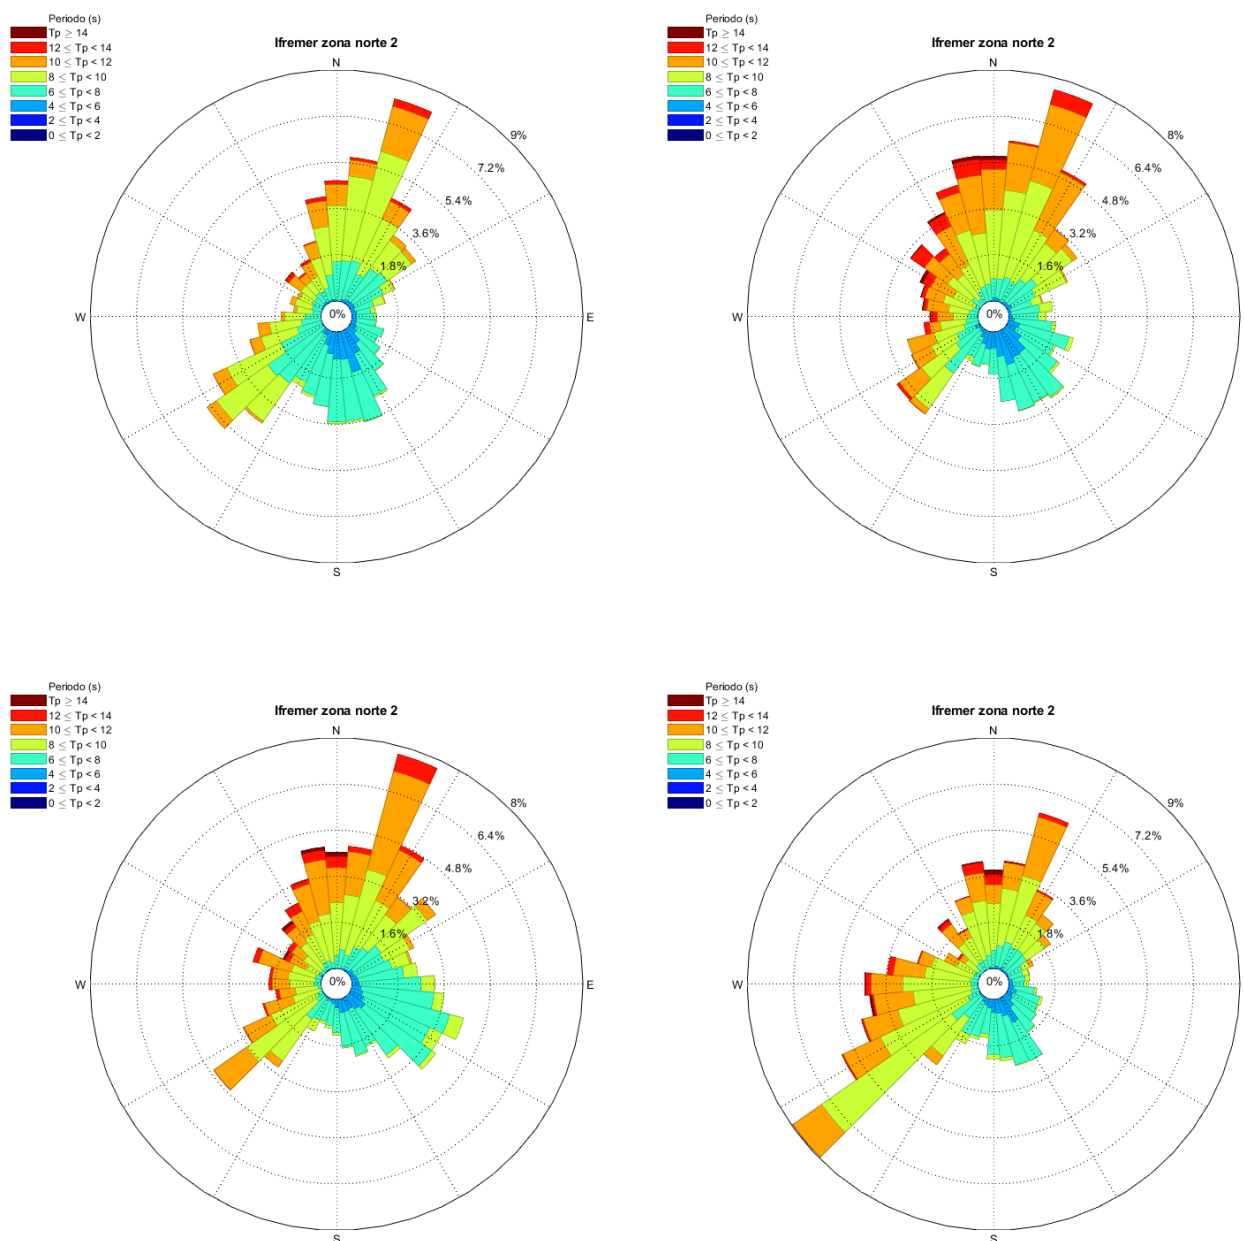 Periodo (s)
Tp ≥ 14
12 ≤ Tp < 14
10 ≤ Tp < 12
8 ≤ Tp < 10
6 ≤ Tp < 8
4 ≤ Tp < 6
2 ≤ Tp < 4
0 ≤ Tp < 2
Ifremer zona norte 2
N
9%
7.2%
5.4%
3.6%
1.8%
0%
W
E
S
Periodo (s)
Tp ≥ 14
12 ≤ Tp < 14
10 ≤ Tp < 12
8 ≤ Tp < 10
6 ≤ Tp < 8
4 ≤ Tp < 6
2 ≤ Tp < 4
0 ≤ Tp < 2
Ifremer zona norte 2
N
8%
6.4%
4.8%
3.2%
1.6%
0%
W
E
S
Periodo (s)
Tp ≥ 14
12 ≤ Tp < 14
10 ≤ Tp < 12
8 ≤ Tp < 10
6 ≤ Tp < 8
4 ≤ Tp < 6
2 ≤ Tp < 4
0 ≤ Tp < 2
Ifremer zona norte 2
N
8%
6.4%
4.8%
3.2%
1.6%
0%
W
E
S
Periodo (s)
Tp ≥ 14
12 ≤ Tp < 14
10 ≤ Tp < 12
8 ≤ Tp < 10
6 ≤ Tp < 8
4 ≤ Tp < 6
2 ≤ Tp < 4
0 ≤ Tp < 2
Ifremer zona norte 2
N
9%
7.2%
5.4%
3.6%
1.8%
0%
W
E
S